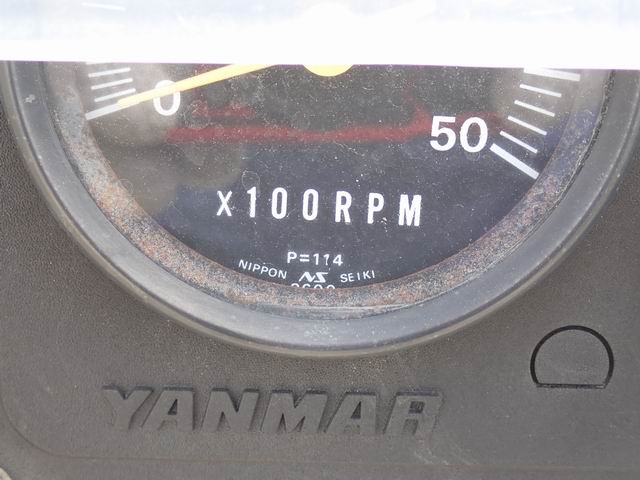 0
50
X100RPM
P=114
NIPPON NS SEIKI
YANMAR